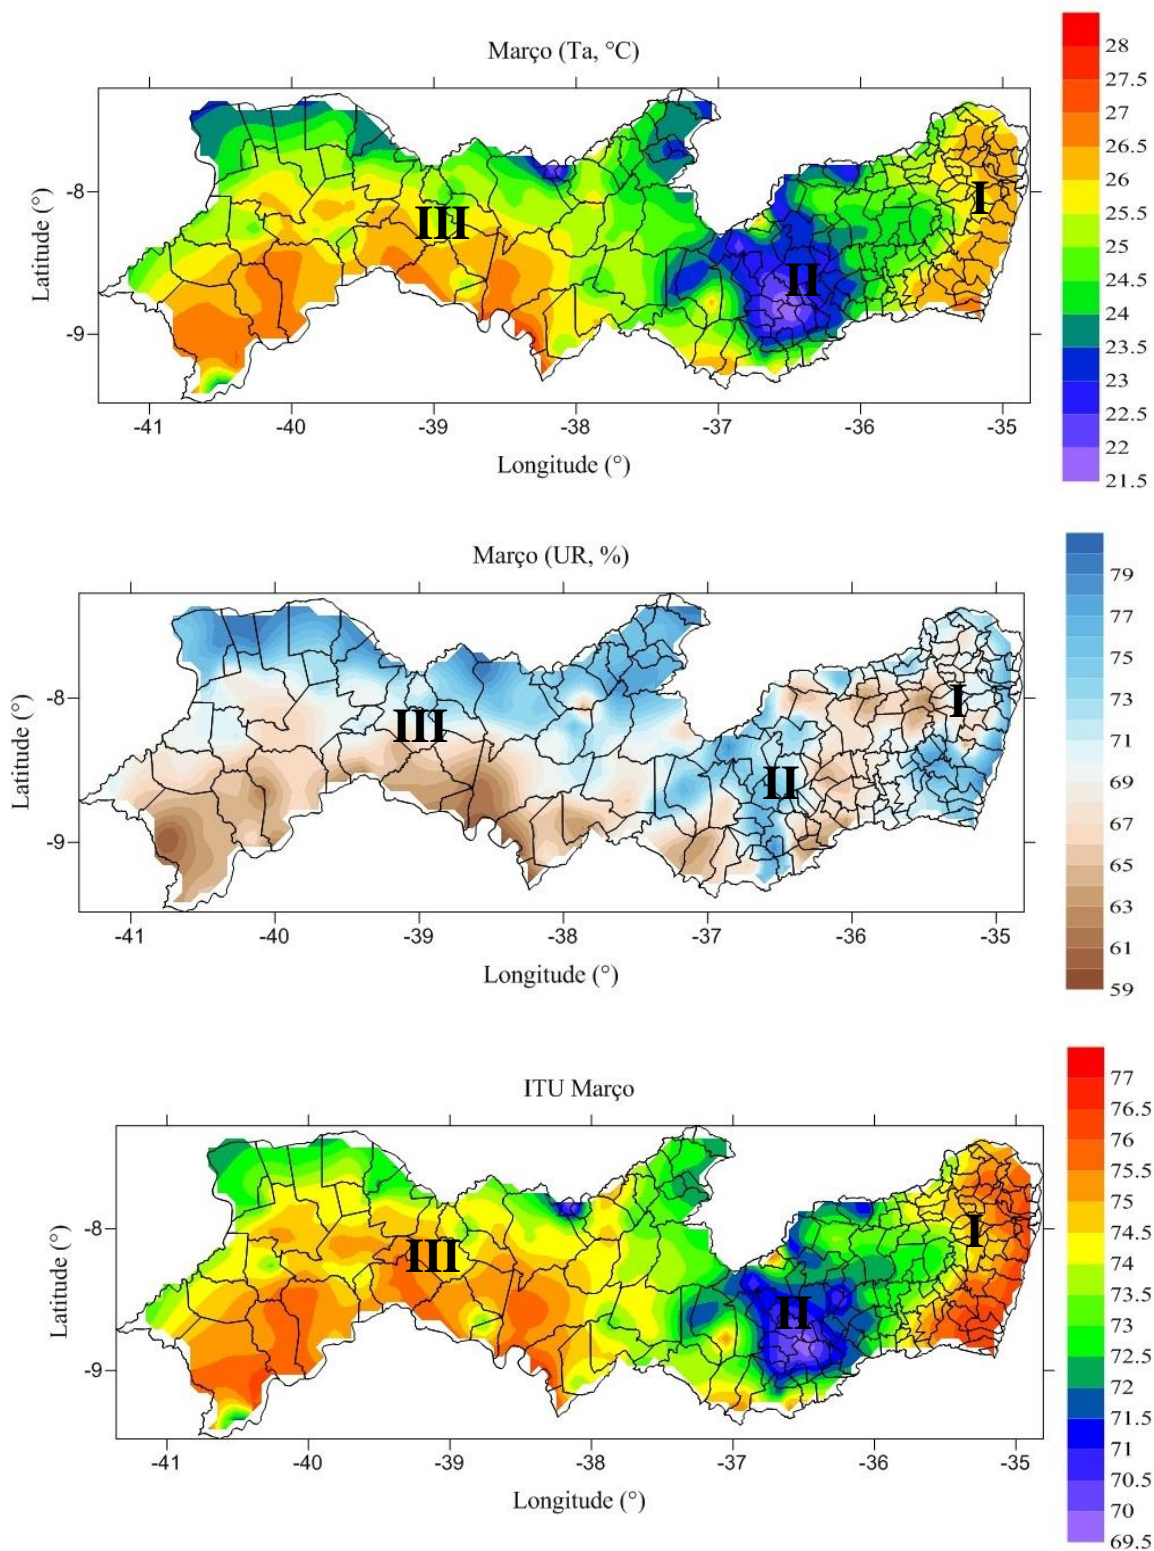 Março (Ta, °C)
28
27.5
27
26.5
26
25.5
25
24.5
24
23.5
23
22.5
22
21.5
Latitude (°)
-8
-9
I
II
III
-41 -40 -39 -38 -37 -36 -35
Longitude (°)
Março (UR, %)
79
77
75
73
71
69
67
65
63
61
59
Latitude (°)
-8
-9
I
II
III
-41 -40 -39 -38 -37 -36 -35
Longitude (°)
ITU Março
77
76.5
76
75.5
75
74.5
74
73.5
73
72.5
72
71.5
71
70.5
70
69.5
Latitude (°)
-8
-9
I
II
III
-41 -40 -39 -38 -37 -36 -35
Longitude (°)